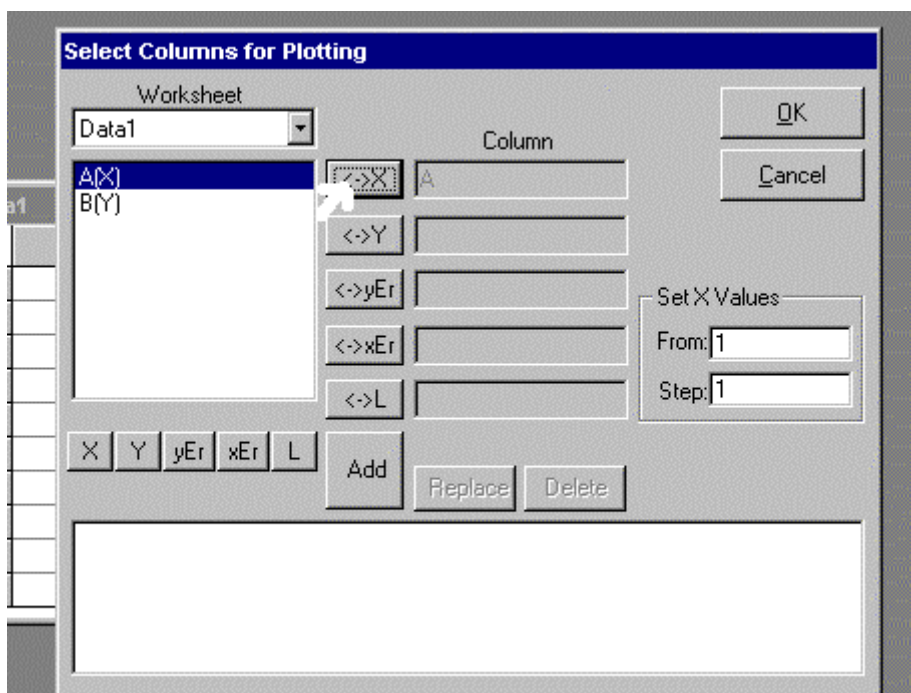 Select Columns for Plotting
Worksheet
Data1
OK
Column
A(X)
B(Y)
<->X
A
Cancel
a1
<->Y
<->yEr
Set X Values
From: 1
<->xEr
Step: 1
<->L
X Y yEr xEr L
Add
Replace Delete